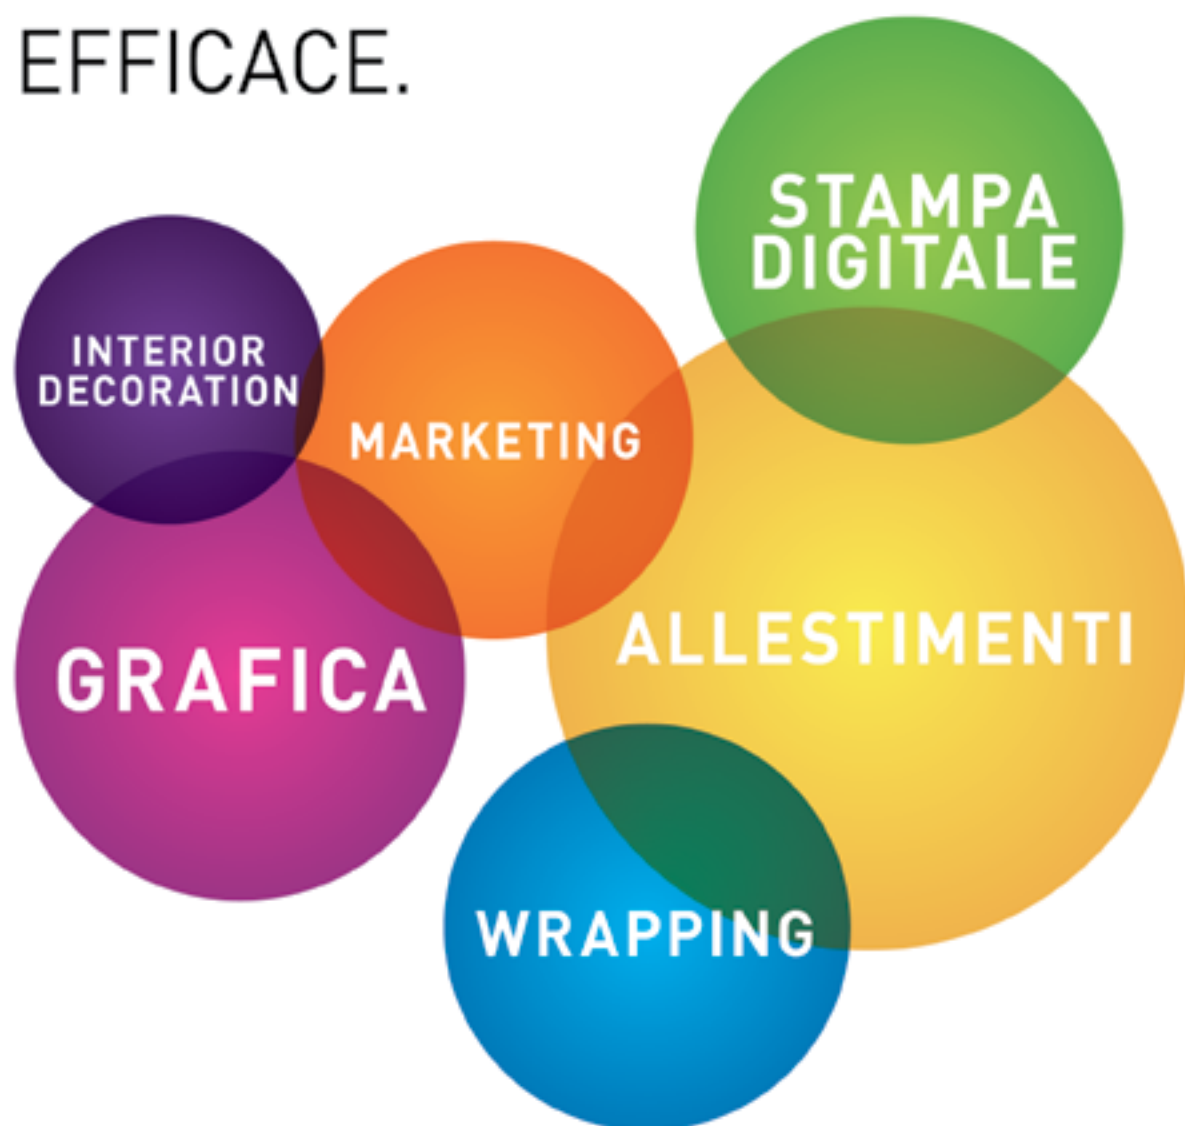 EFFICACE.
STAMPA
DIGITALE
INTERIOR
DECORATION
MARKETING
ALLESTIMENTI
GRAFICA
WRAPPING